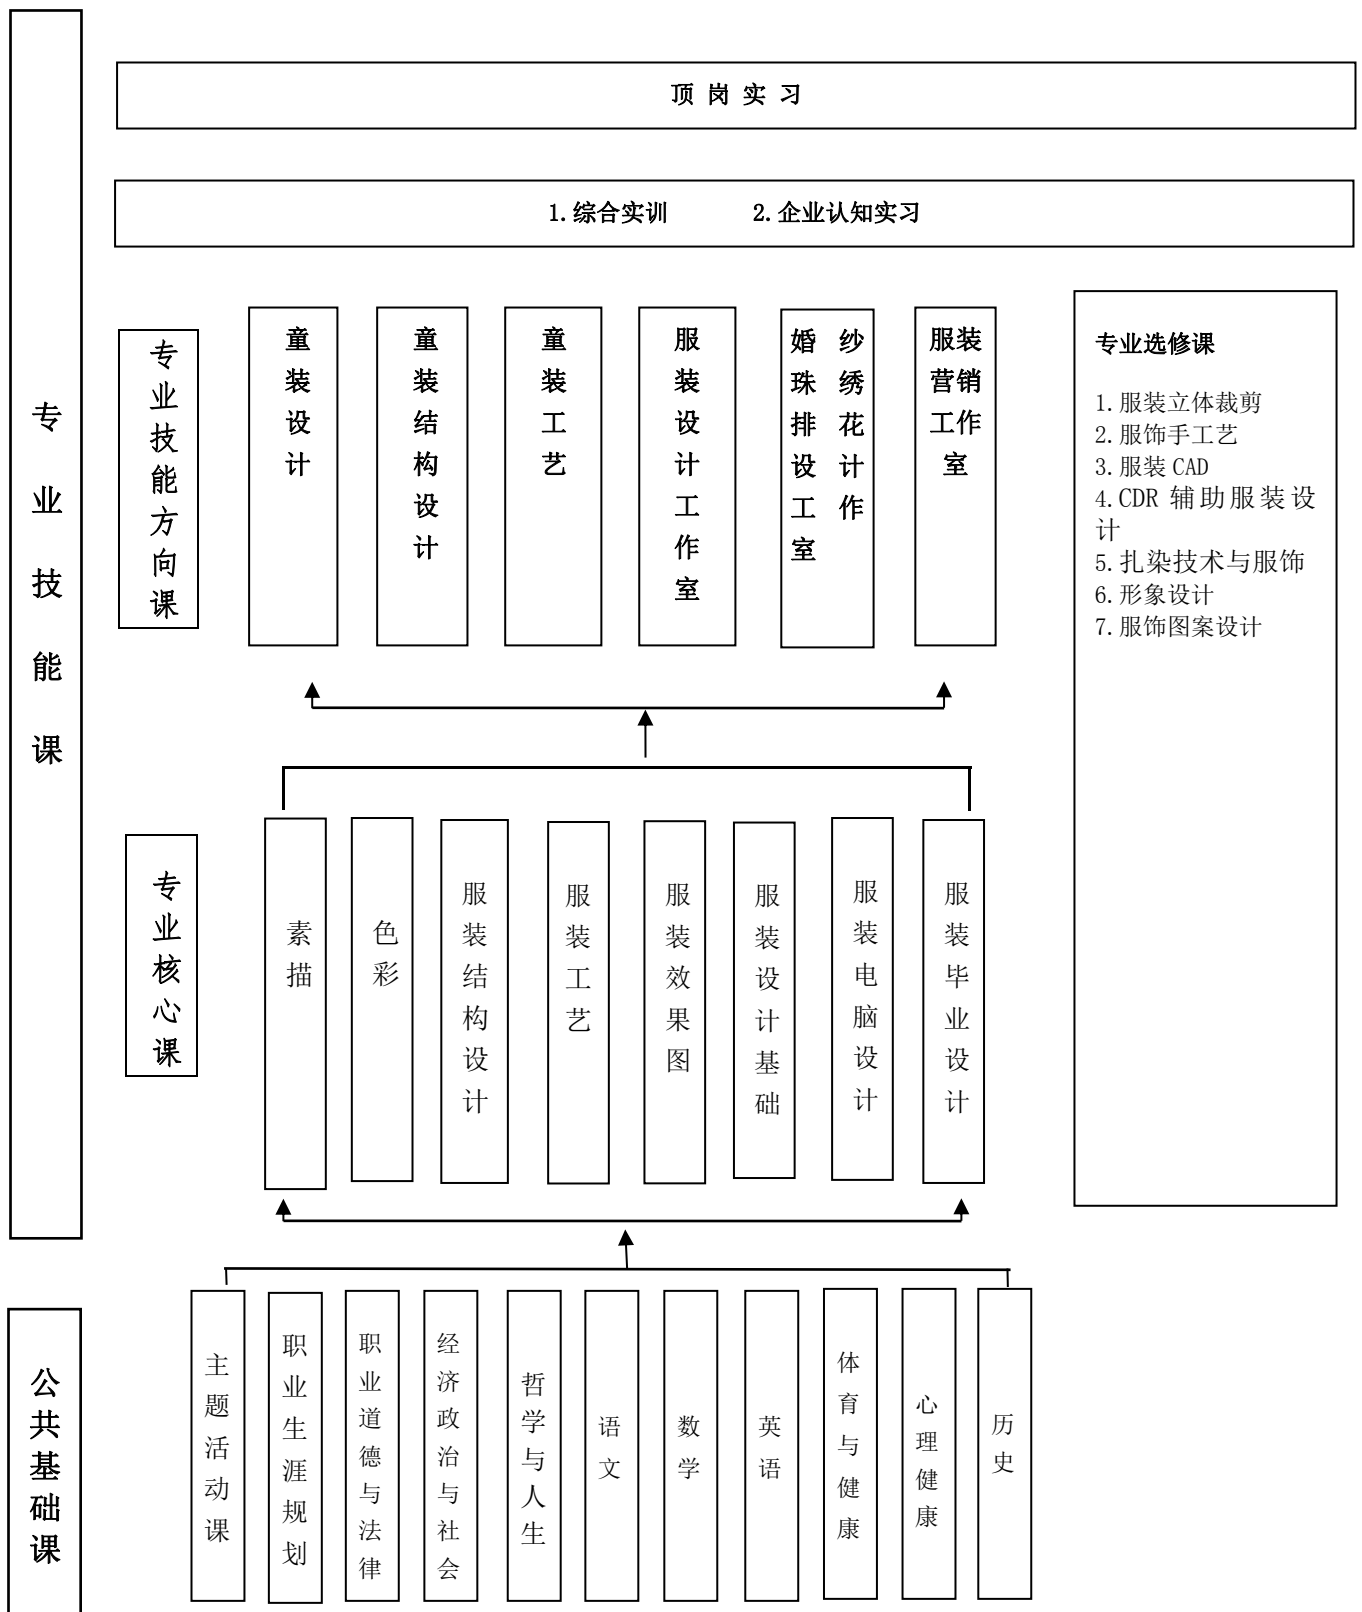 顶岗实习
1.综合实训 2.企业认知实习
专业技能课
专业技能方向课
童装设计
童装结构设计
童装工艺
服装设计工作室
婚纱
珠绣
排花
设计
工作
室
服装
营销
工作
室
专业选修课
1.服装立体裁剪
2.服饰手工艺
3.服装 CAD
4.CDR 辅助服装设
计
5.扎染技术与服饰
6.形象设计
7.服饰图案设计
专业核心课
素描
色彩
服装结构设计
服装工艺
服装效果图
服装设计基础
服装电脑设计
服装毕业设计
公共基础课
主题活动课
职业生涯规划
职业道德与法律
经济政治与社会
哲学与人生
语文
数学
英语
体育与健康
心理健康
历史